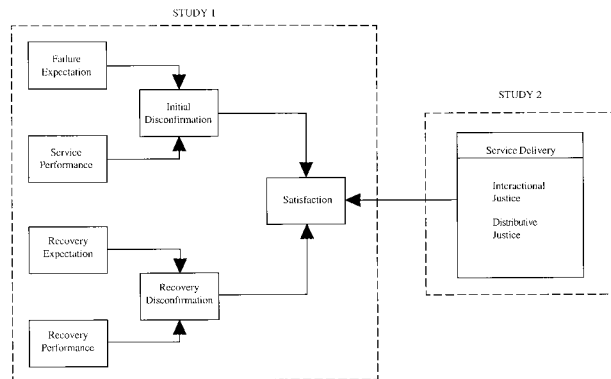 STUDY 1
Failure
Expectation
Initial
Disconfirmation
Service
Performance
Satisfaction
Recovery
Expectation
Recovery
Disconfirmation
Recovery
Performance
STUDY 2
Service Delivery
Interactional
Justice
Distributive
Justice